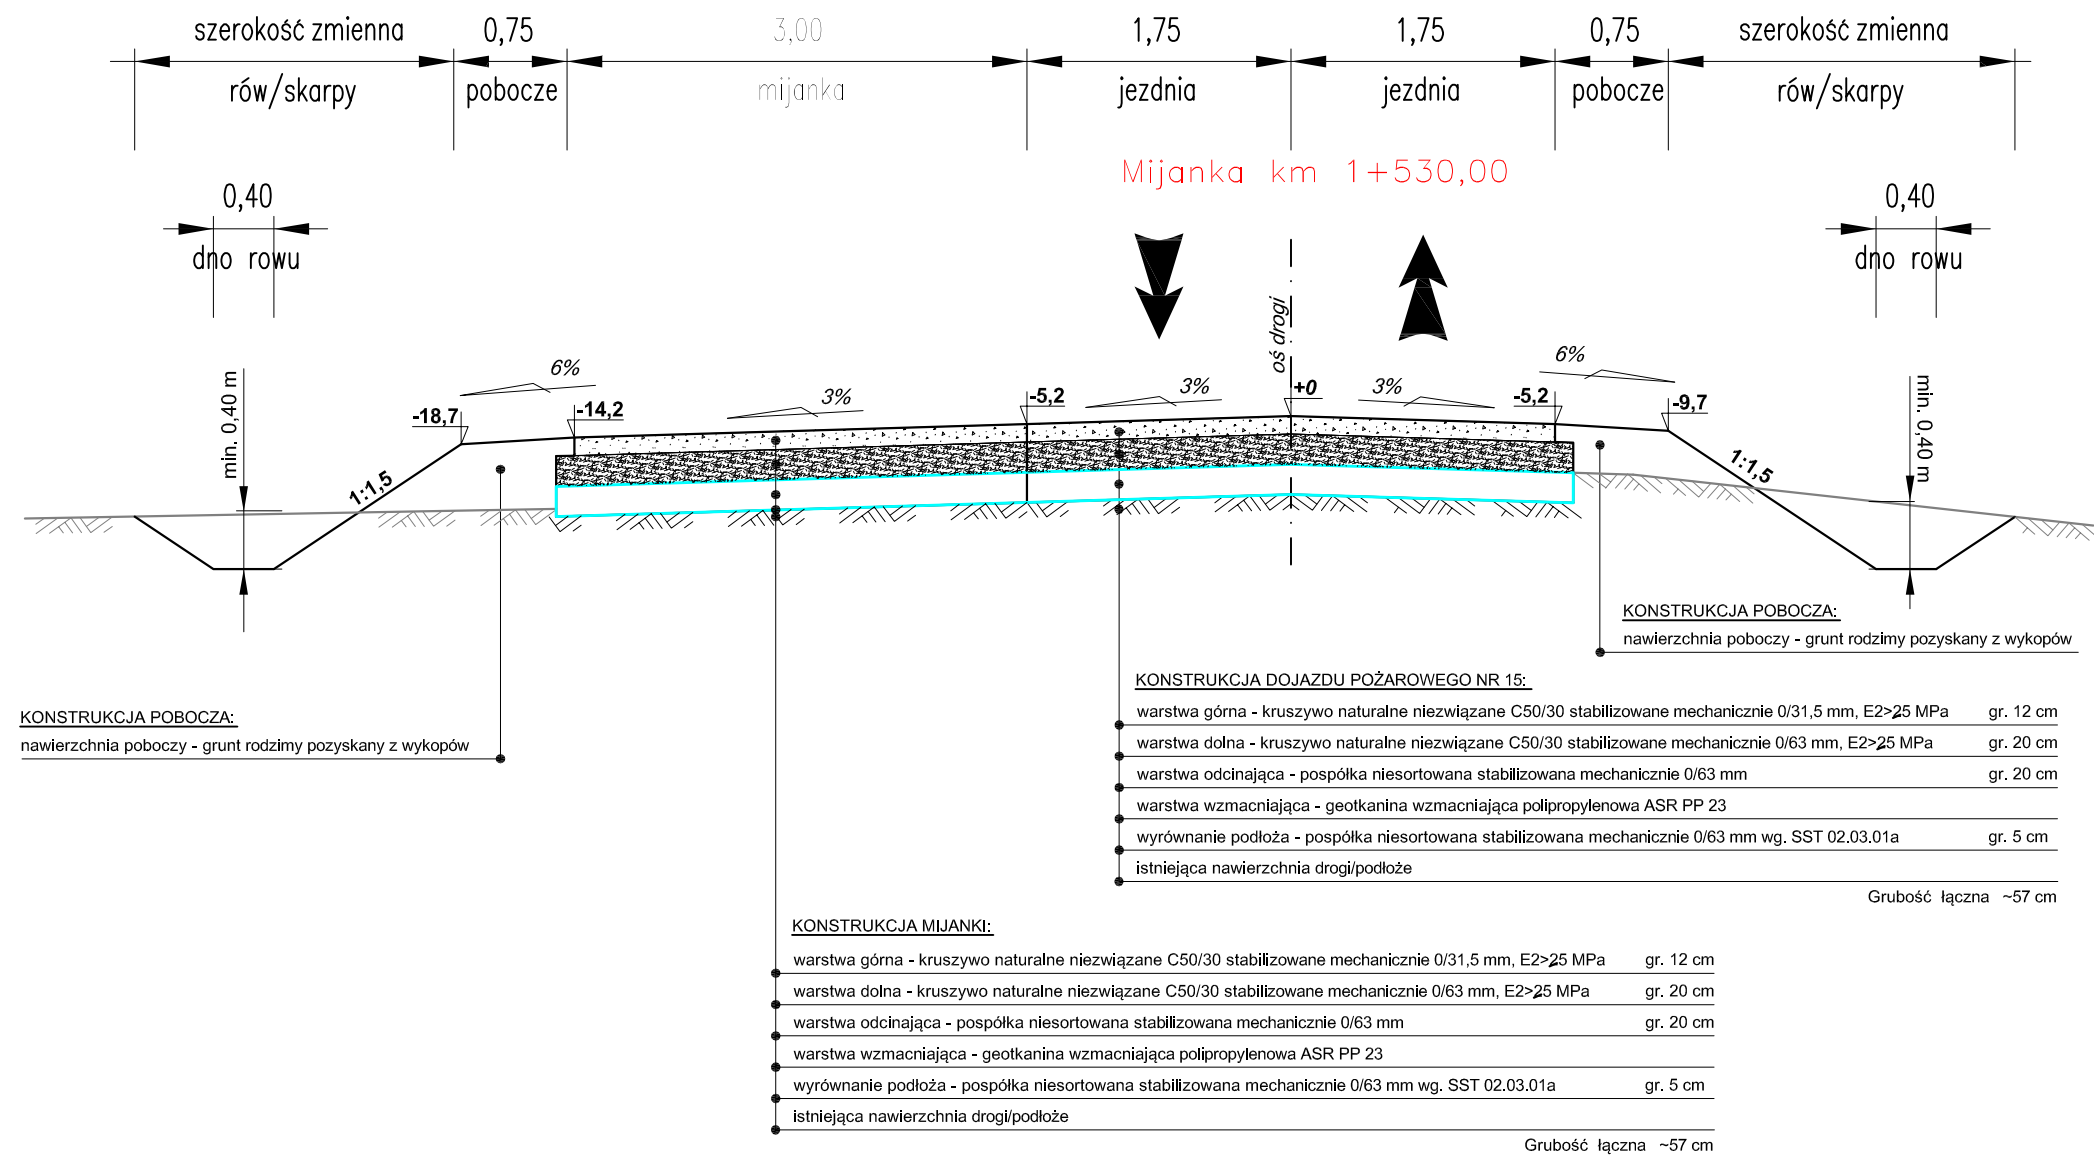 szerokość zmienna 0,75 3,00 1,75 1,75 0,75 szerokość zmienna
rów/skarpy pobocze mijanka jezdnia jezdnia pobocze rów/skarpy
Mijanka km 1+530,00
0,40 0,40
dno rowu dno rowu
oś drogi
min. 0,40 m
6% 3% 3% 3% 6%
-18,7 -14,2 -5,2 +0 -5,2 -9,7
min. 0,40 m
1:1,5 1:1,5
KONSTRUKCJA POBOCZA:
nawierzchnia poboczy - grunt rodzimy pozyskany z wykopów
KONSTRUKCJA POBOCZA:
nawierzchnia poboczy - grunt rodzimy pozyskany z wykopów
KONSTRUKCJA DOJAZDU POŻAROWEGO NR 15:
warstwa górna - kruszywo naturalne niezwiązane C50/30 stabilizowane mechanicznie 0/31,5 mm, E2>25 MPa gr. 12 cm
warstwa dolna - kruszywo naturalne niezwiązane C50/30 stabilizowane mechanicznie 0/63 mm, E2>25 MPa gr. 20 cm
warstwa odcinająca - pospółka niesortowana stabilizowana mechanicznie 0/63 mm gr. 20 cm
warstwa wzmacniająca - geotkanina wzmacniająca polipropylenowa ASR PP 23
wyrównanie podłoża - pospółka niesortowana stabilizowana mechanicznie 0/63 mm wg. SST 02.03.01a gr. 5 cm
istniejąca nawierzchnia drogi/podłoże
Grubość łączna ~57 cm
KONSTRUKCJA MIJANKI:
warstwa górna - kruszywo naturalne niezwiązane C50/30 stabilizowane mechanicznie 0/31,5 mm, E2>25 MPa gr. 12 cm
warstwa dolna - kruszywo naturalne niezwiązane C50/30 stabilizowane mechanicznie 0/63 mm, E2>25 MPa gr. 20 cm
warstwa odcinająca - pospółka niesortowana stabilizowana mechanicznie 0/63 mm gr. 20 cm
warstwa wzmacniająca - geotkanina wzmacniająca polipropylenowa ASR PP 23
wyrównanie podłoża - pospółka niesortowana stabilizowana mechanicznie 0/63 mm wg. SST 02.03.01a gr. 5 cm
istniejąca nawierzchnia drogi/podłoże
Grubość łączna ~57 cm